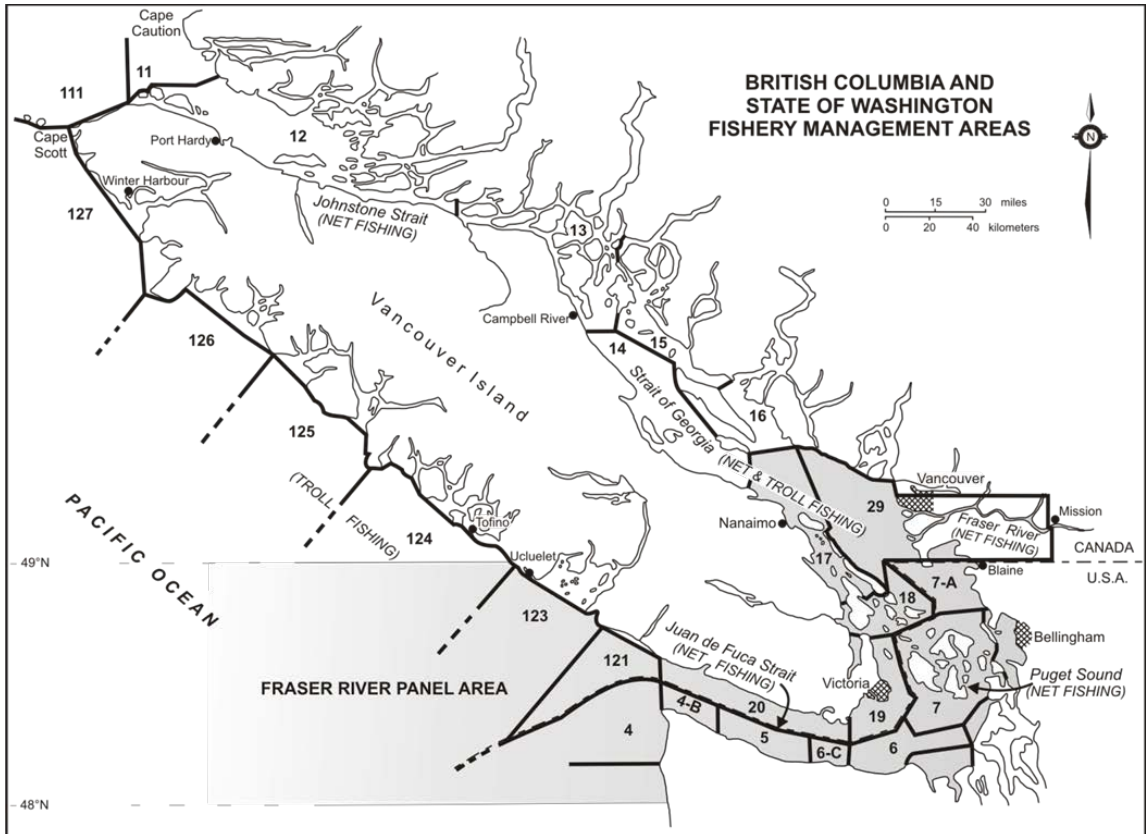 Cape
Caution
BRITISH COLUMBIA AND
STATE OF WASHINGTON
FISHERY MANAGEMENT AREAS
N
0 15 30 miles
0 20 40 kilometers
111
11
Cape
Scott
Port Hardy
12
Winter Harbour
127
Johnstone Strait
(NET FISHING)
13
Vancouver Island
Campbell River
126
14
15
Strait of Georgia (NET & TROLL FISHING)
16
125
(TROLL FISHING)
PACIFIC OCEAN
124
Tofino
Ucluelet
Nanaimo
17
29
Vancouver
Fraser River
(NET FISHING)
Mission
CANADA
49°N
U.S.A.
Blaine
7-A
18
123
Juan de Fuca Strait
(NET FISHING)
Bellingham
121
FRASER RIVER PANEL AREA
Victoria
Puget Sound
(NET FISHING)
4
4-B
20
19
7
5
6-C
6
48°N